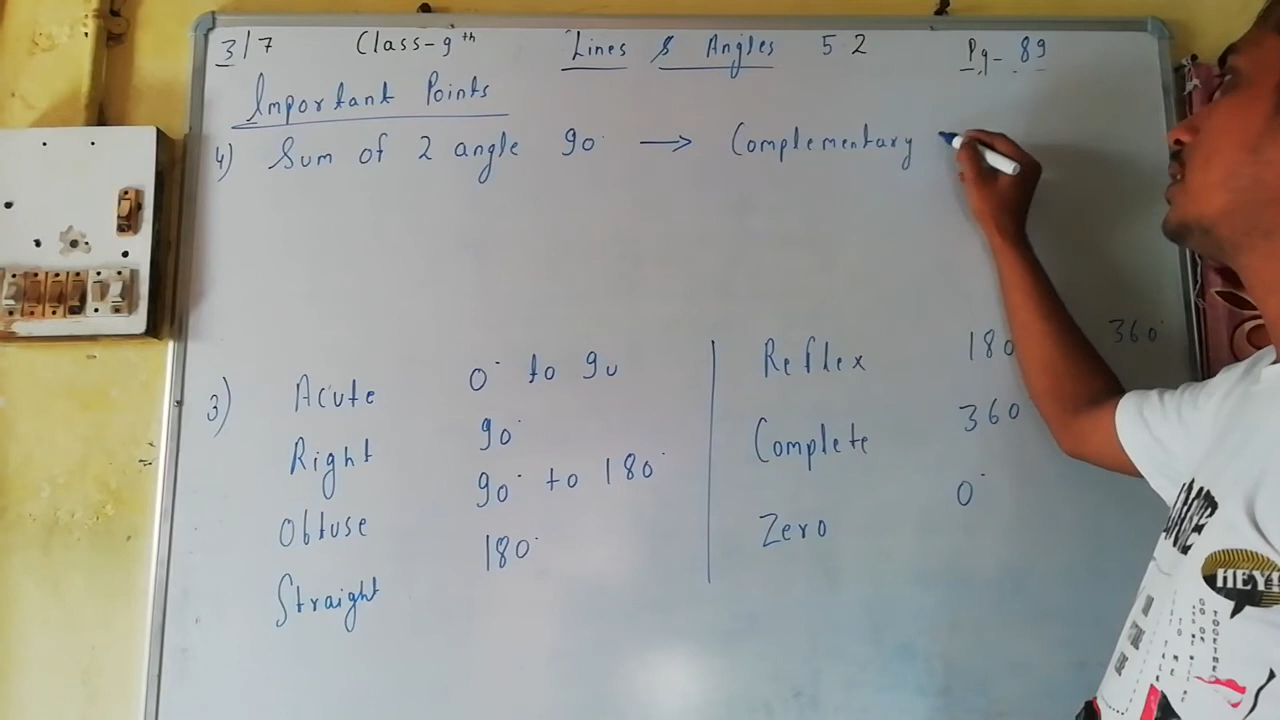 3/7 Class-9th Lines & Angles 5 2 Pg- 89
Important Points
4) Sum of 2 angle 90° → Complementary
3) Acute 0° to 90
Right 90°
Obtuse 90° to 180°
Straight 180°
Reflex 180 360°
Complete 360
Zero 0°
HEY!
TOGETHER